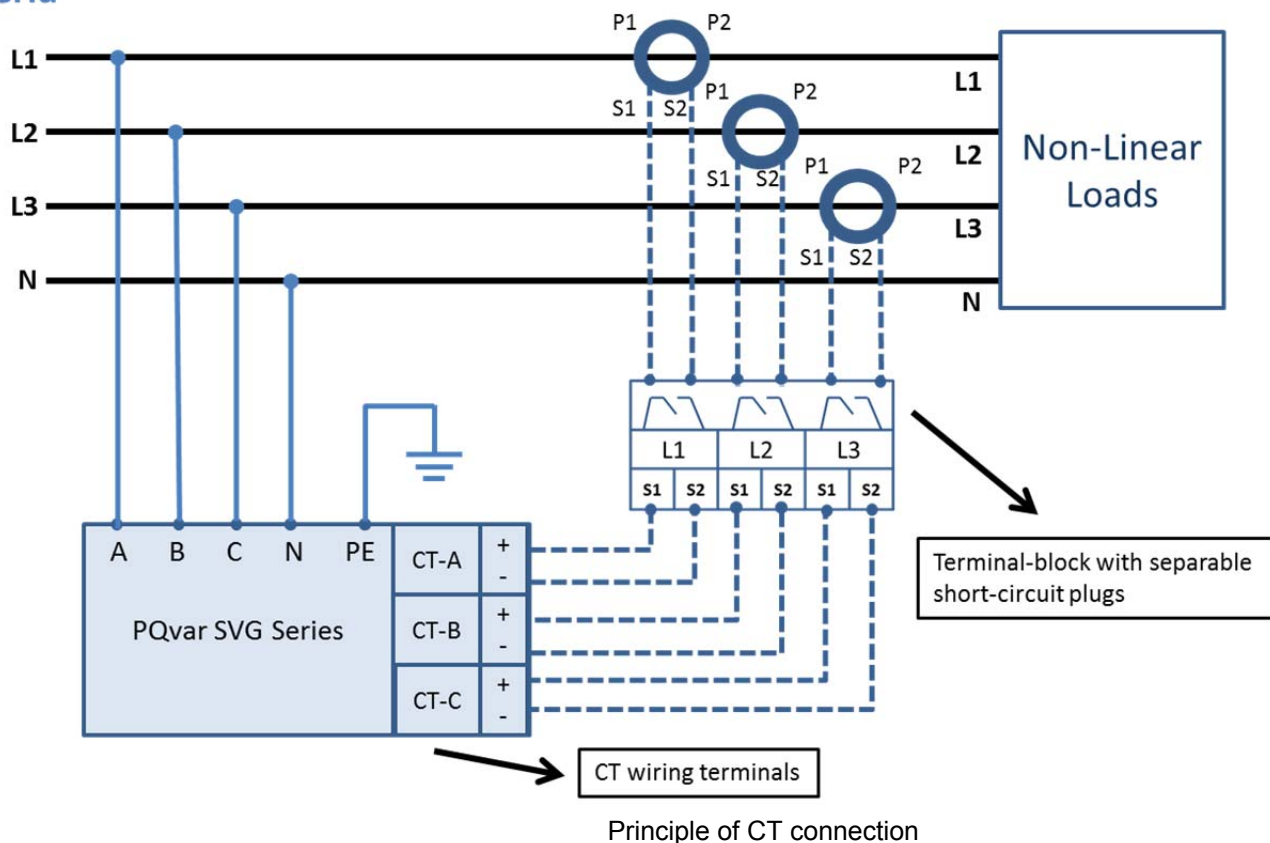 P1 P2
L1
L1
S1 S2 P1 P2
L2
L2
Non-Linear
Loads
S1 S2 P1 P2
L3
L3
S1 S2
N
N
L1 L2 L3
S1 S2 S1 S2 S1 S2
A B C N PE
CT-A + -
CT-B + -
CT-C + -
PQvar SVG Series
Terminal-block with separable
short-circuit plugs
CT wiring terminals
Principle of CT connection